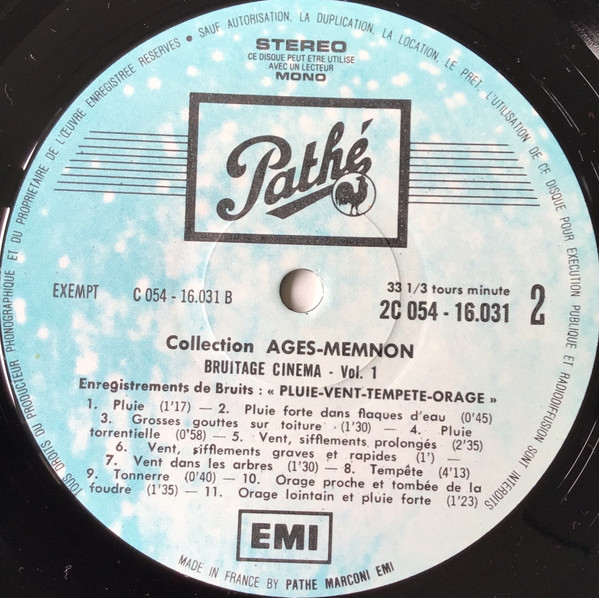 TOUS DROITS DU PRODUCTEUR PHONOGRAPHIQUE ET DU PROPRIETAIRE DE L'ŒUVRE ENREGISTREE RESERVES • SAUF AUTORISATION, LA DUPLICATION, LA LOCATION, LE PRET, L'UTILISATION DE CE DISQUE POUR EXECUTION PUBLIQUE ET RADIODIFFUSION SONT INTERDITES
STEREO
CE DISQUE PEUT ETRE UTILISE
AVEC UN LECTEUR
MONO
Pathé
EXEMPT C 054 - 16.031 B
33 1/3 tours minute
2C 054 - 16.031 2
Collection AGES-MEMNON
BRUITAGE CINEMA - Vol. 1
Enregistrements de Bruits : « PLUIE-VENT-TEMPETE-ORAGE »
1. Pluie (1'17) — 2. Pluie forte dans flaques d'eau (0'45)
3. Grosses gouttes sur toiture (1'30) — 4. Pluie
torrentielle (0'58) — 5. Vent, sifflements prolongés (2'35)
6. Vent, sifflements graves et rapides (1') —
7. Vent dans les arbres (1'30) — 8. Tempête (4'13)
9. Tonnerre (0'40) — 10. Orage proche et tombée de la
foudre (1'35) — 11. Orage lointain et pluie forte (1'23)
EMI
MADE IN FRANCE BY PATHE MARCONI EMI